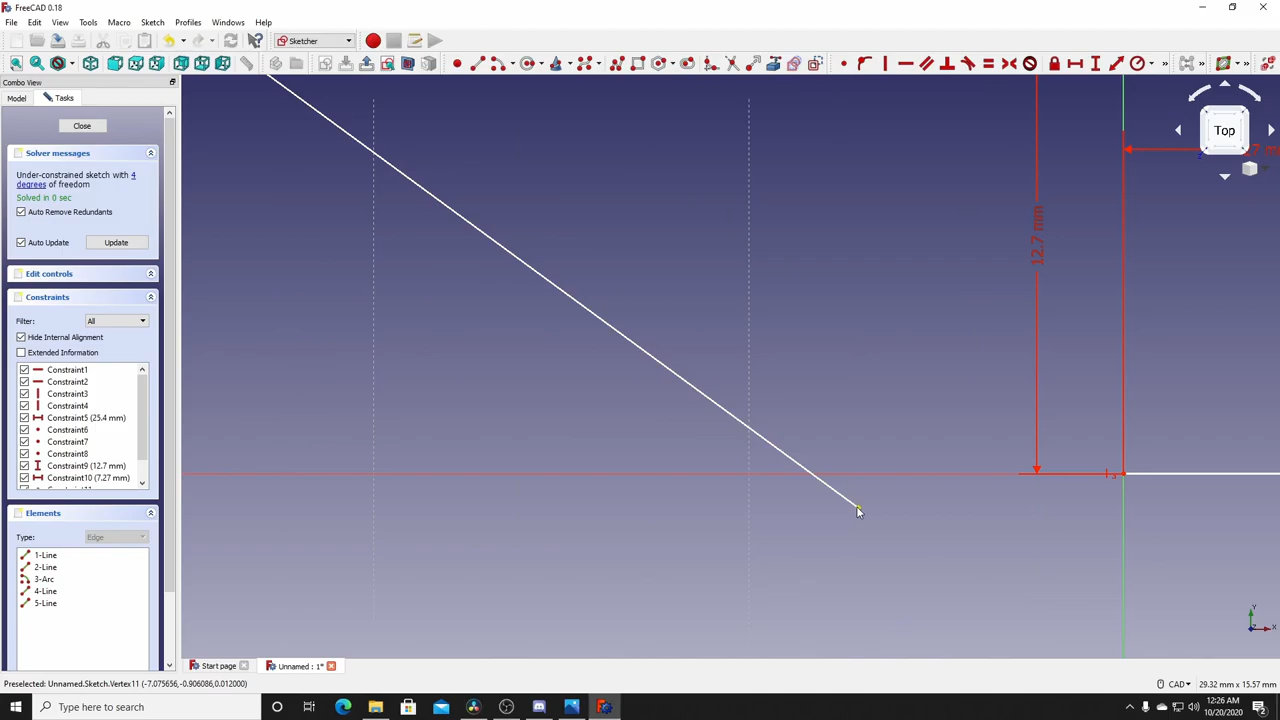 FreeCAD 0.18
File Edit View Tools Macro Sketch Profiles Windows Help
Sketcher
Combo View
Model Tasks
Close
Solver messages
Under-constrained sketch with 4
degrees of freedom
Solved in 0 sec
Auto Remove Redundants
Auto Update Update
Edit controls
Constraints
Filter: All
Hide Internal Alignment
Extended Information
Constraint1
Constraint2
Constraint3
Constraint4
Constraint5 (25.4 mm)
Constraint6
Constraint7
Constraint8
Constraint9 (12.7 mm)
Constraint10 (7.27 mm)
Elements
Type: Edge
1-Line
2-Line
3-Arc
4-Line
5-Line
12.7 mm
Top
Z
Y
X
Start page
Unnamed : 1*
Preselected: Unnamed.Sketch.Vertex11 (-7.075656,-0.906086,0.012000)
CAD
29.32 mm x 15.57 mm
Type here to search
12:26 AM
10/20/2020